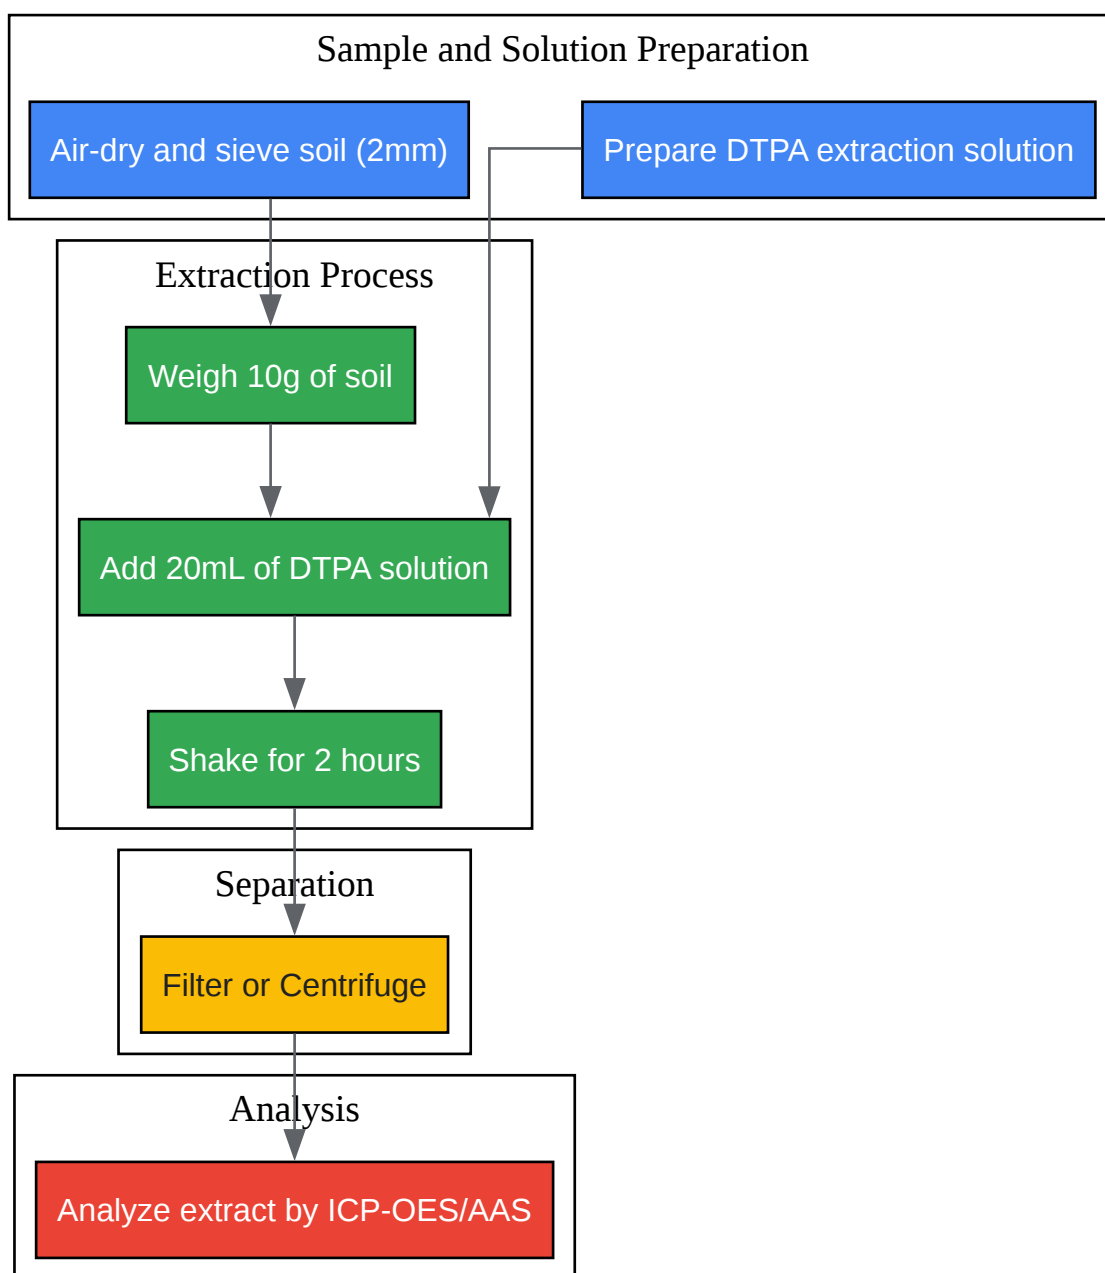 Sample and Solution Preparation
Air-dry and sieve soil (2mm)
Prepare DTPA extraction solution
Extraction Process
Weigh 10g of soil
Add 20mL of DTPA solution
Shake for 2 hours
Separation
Filter or Centrifuge
Analysis
Analyze extract by ICP-OES/AAS